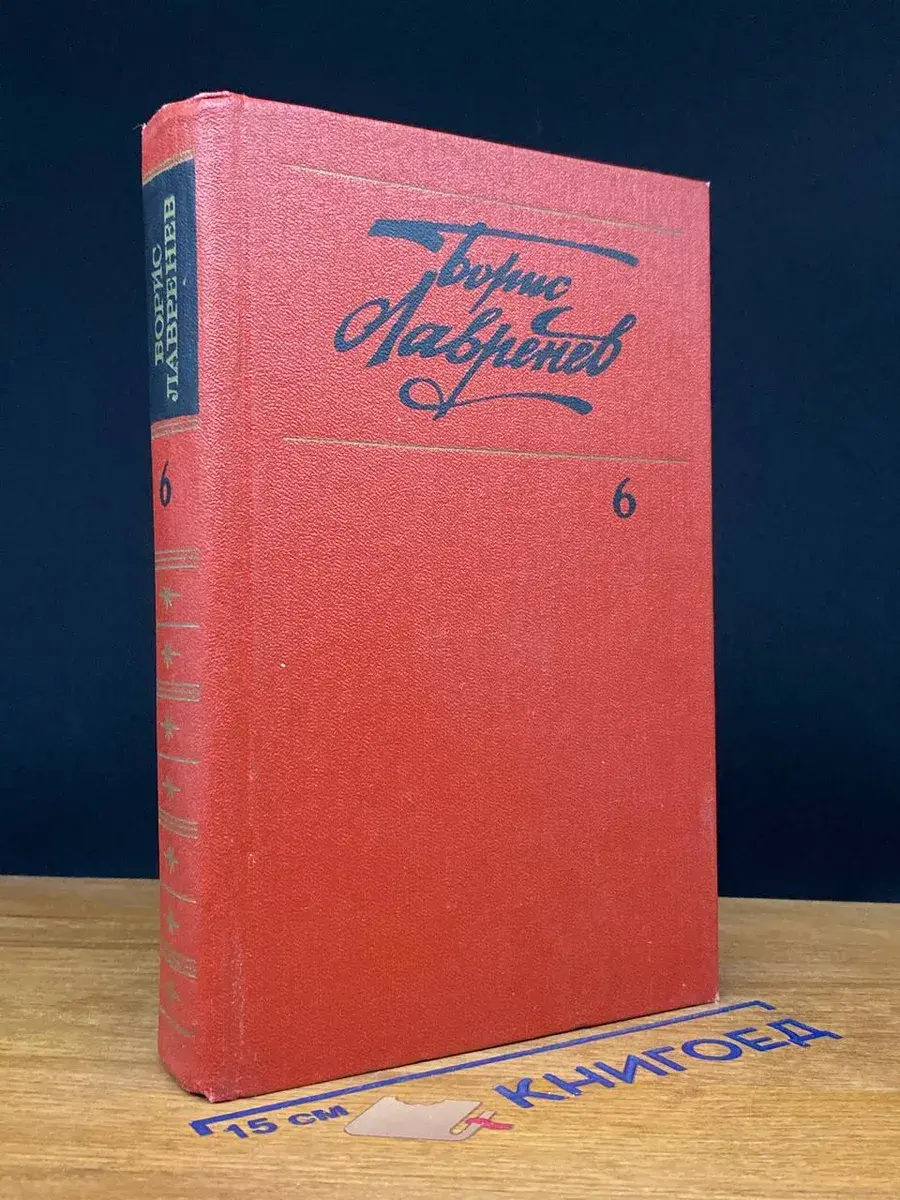 БОРИС
ЛАВРЕНЕВ
6
Борис
Лавренев
6
15 см
КНИГОЕД